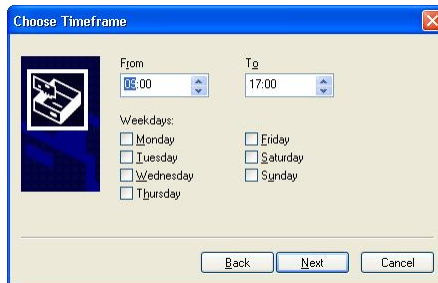 Choose Timeframe
From To
09:00 17:00
Weekdays:
Monday Friday
Tuesday Saturday
Wednesday Sunday
Thursday
Back Next Cancel